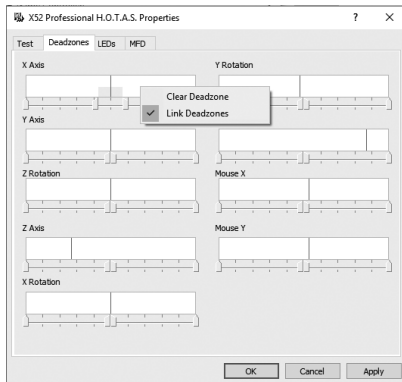 X52 Professional H.O.T.A.S. Properties
Test Deadzones LEDs MFD
X Axis Y Rotation
Clear Deadzone
Link Deadzones
Y Axis
Z Rotation Mouse X
Z Axis Mouse Y
X Rotation
OK Cancel Apply